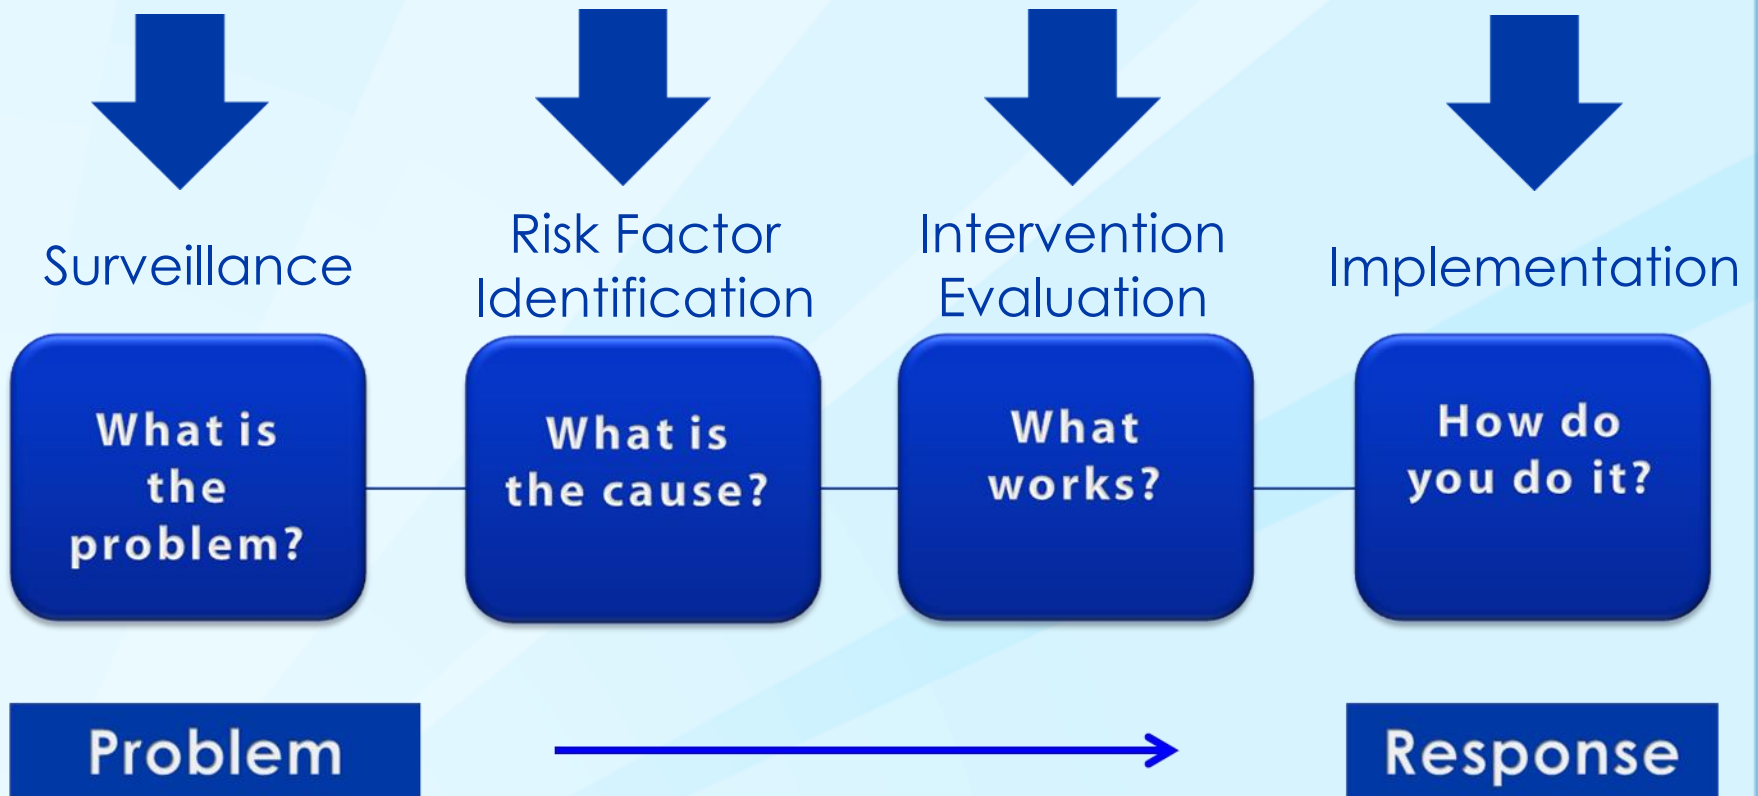 Surveillance
Risk Factor
Identification
Intervention
Evaluation
Implementation
What is
the
problem?
What is
the cause?
What
works?
How do
you do it?
Problem
Response